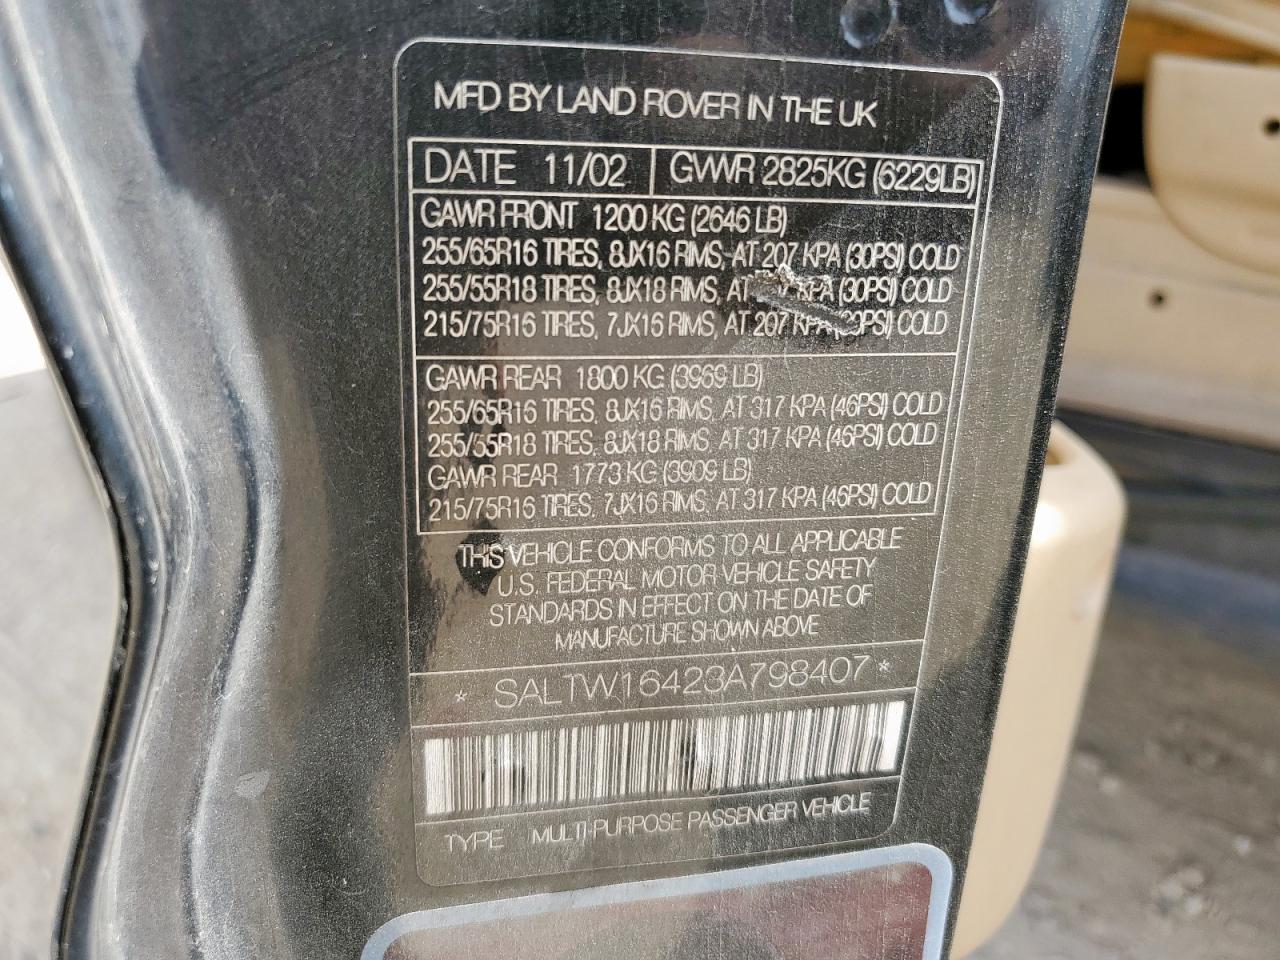 MFD BY LAND ROVER IN THE UK
DATE 11/02 GVWR 2825KG (6229LB)
GAWR FRONT 1200 KG (2646 LB)
255/65R16 TIRES, 8JX16 RIMS, AT 207 KPA (30PSI) COLD
255/55R18 TIRES, 8JX18 RIMS, AT KPA (30PSI) COLD
215/75R16 TIRES, 7JX16 RIMS, AT 207 KPA COLD
GAWR REAR 1800 KG (3969 LB)
255/65R16 TIRES, 8JX16 RIMS, AT 317 KPA (46PSI) COLD
255/55R18 TIRES, 8JX18 RIMS, AT 317 KPA (46PSI) COLD
GAWR REAR 1773 KG (3909 LB)
215/75R16 TIRES, 7JX16 RIMS, AT 317 KPA (46PSI) COLD
THIS VEHICLE CONFORMS TO ALL APPLICABLE
U.S. FEDERAL MOTOR VEHICLE SAFETY
STANDARDS IN EFFECT ON THE DATE OF
MANUFACTURE SHOWN ABOVE
* SALTW16423A798407 *
TYPE MULTI-PURPOSE PASSENGER VEHICLE